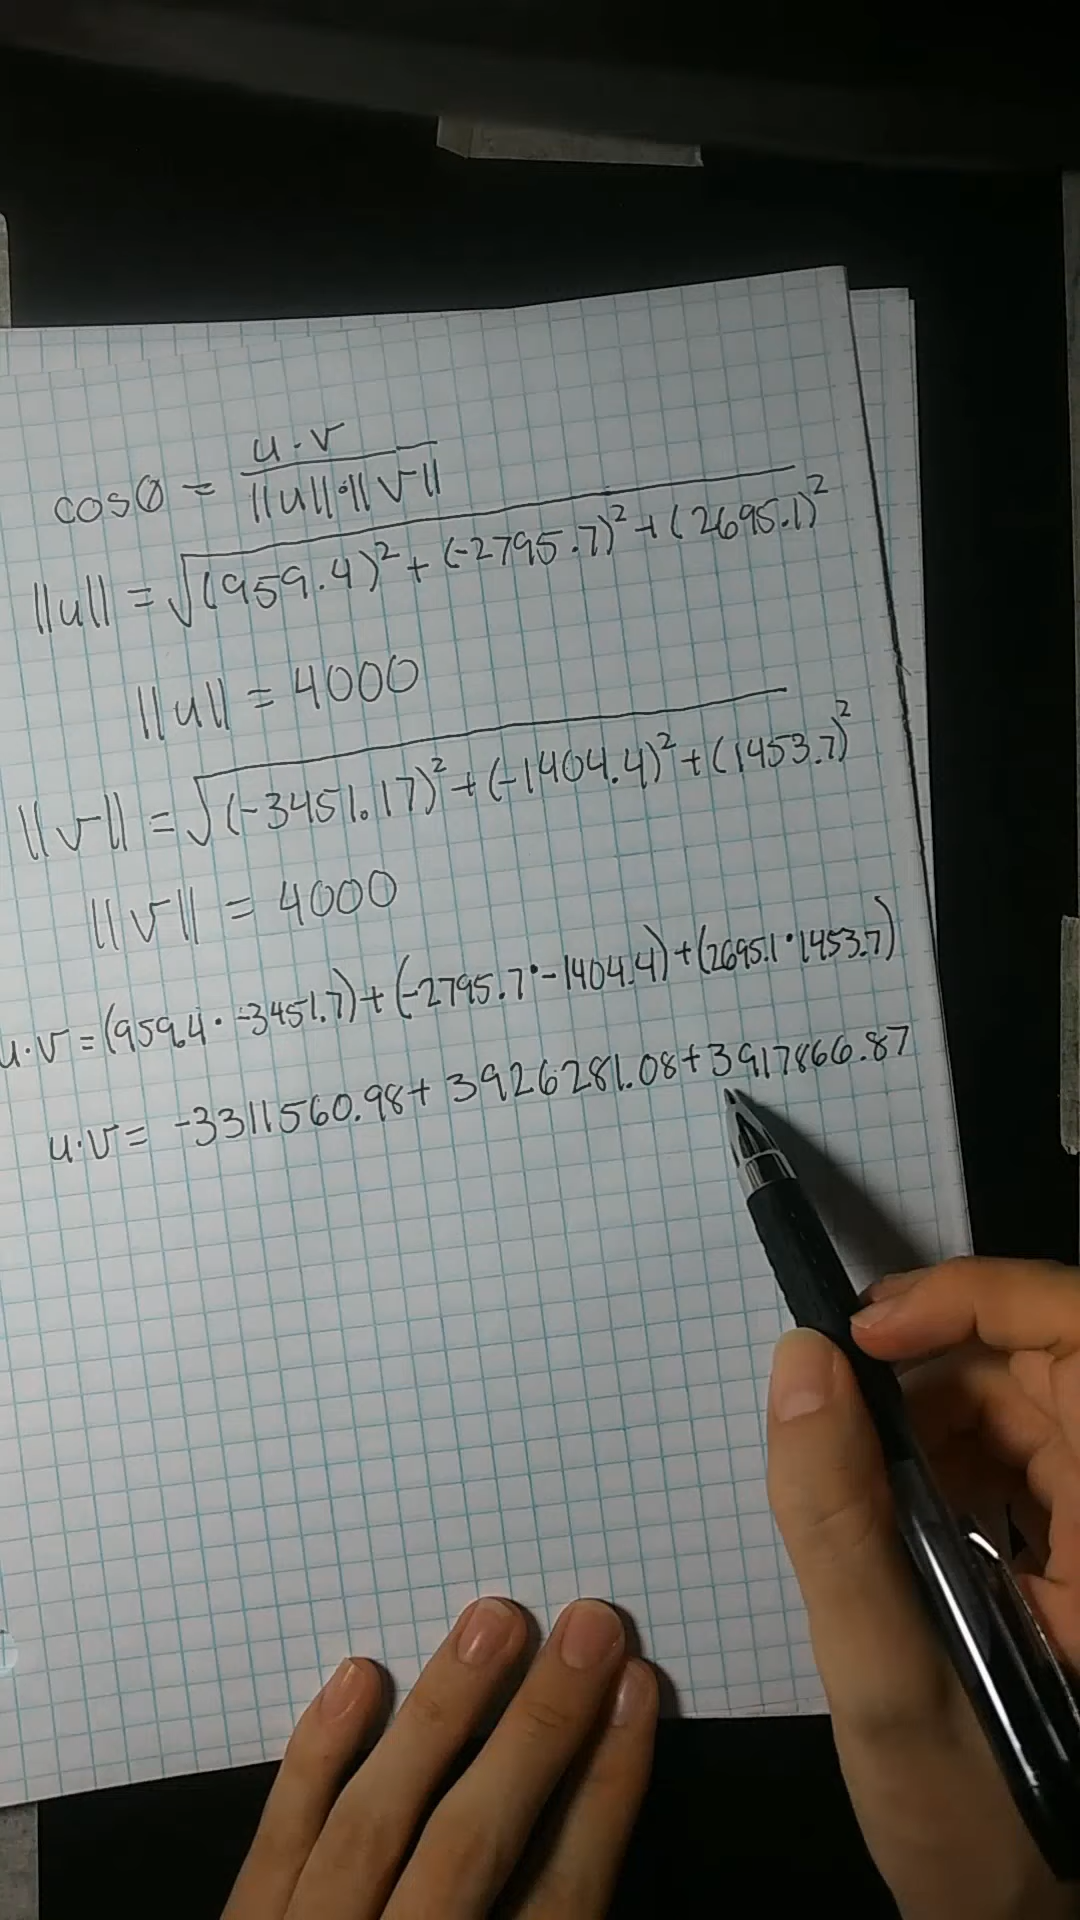 cosθ = u·v / ||u||·||v||
||u|| = √(959.4)² + (-2795.7)² + (2695.1)²
||u|| = 4000
||v|| = √(-3451.17)² + (-1404.4)² + (1453.7)²
||v|| = 4000
u·v = (959.4 · -3451.7) + (-2795.7 · -1404.4) + (2695.1 · 1453.7)
u·v = -3311560.98 + 3926281.08 + 3917866.87